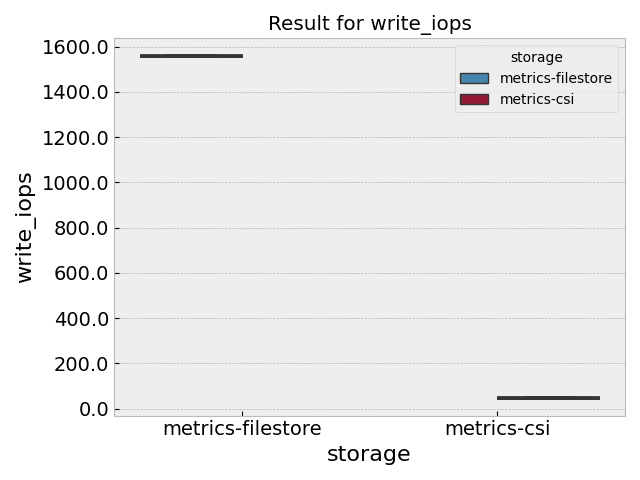 Result for write_iops
storage
metrics-filestore
metrics-csi
write_iops
1600.0
1400.0
1200.0
1000.0
800.0
600.0
400.0
200.0
0.0
metrics-filestore
metrics-csi
storage